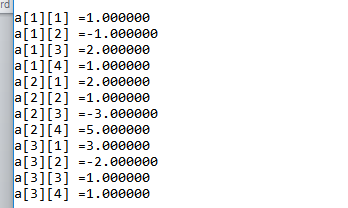 rd
a[1][1] =1.000000
a[1][2] =-1.000000
a[1][3] =2.000000
a[1][4] =1.000000
a[2][1] =2.000000
a[2][2] =1.000000
a[2][3] =-3.000000
a[2][4] =5.000000
a[3][1] =3.000000
a[3][2] =-2.000000
a[3][3] =1.000000
a[3][4] =1.000000